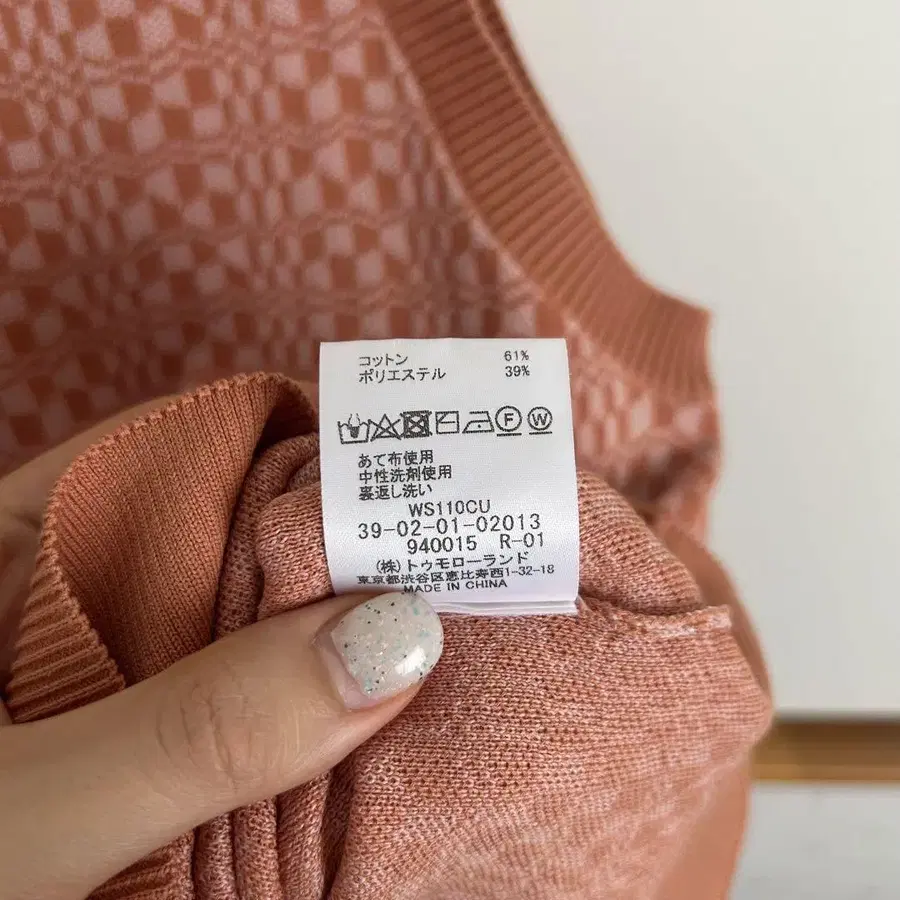 コットン 61%
ポリエステル 39%
F W
あて布使用
中性洗剤使用
裏返し洗い
WS110CU
39-02-01-02013
940015 R-01
(株)トゥモローランド
東京都渋谷区恵比寿西1-32-18
MADE IN CHINA